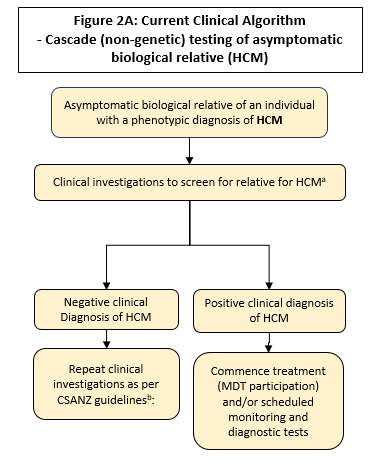 Figure 2A: Current Clinical Algorithm
- Cascade (non-genetic) testing of asymptomatic
biological relative (HCM)
Asymptomatic biological relative of an individual
with a phenotypic diagnosis of HCM
Clinical investigations to screen for relative for HCMᵃ
Negative clinical
Diagnosis of HCM
Positive clinical diagnosis
of HCM
Repeat clinical
investigations as per
CSANZ guidelinesᵇ:
Commence treatment
(MDT participation)
and/or scheduled
monitoring and
diagnostic tests